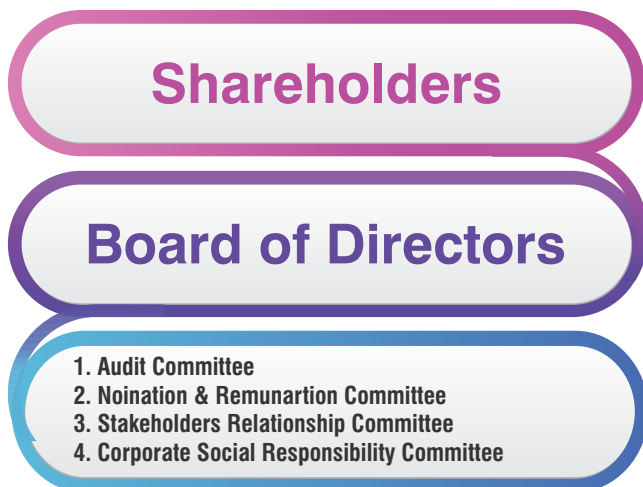 Shareholders
Board of Directors
1. Audit Committee
2. Noination & Remunartion Committee
3. Stakeholders Relationship Committee
4. Corporate Social Responsibility Committee